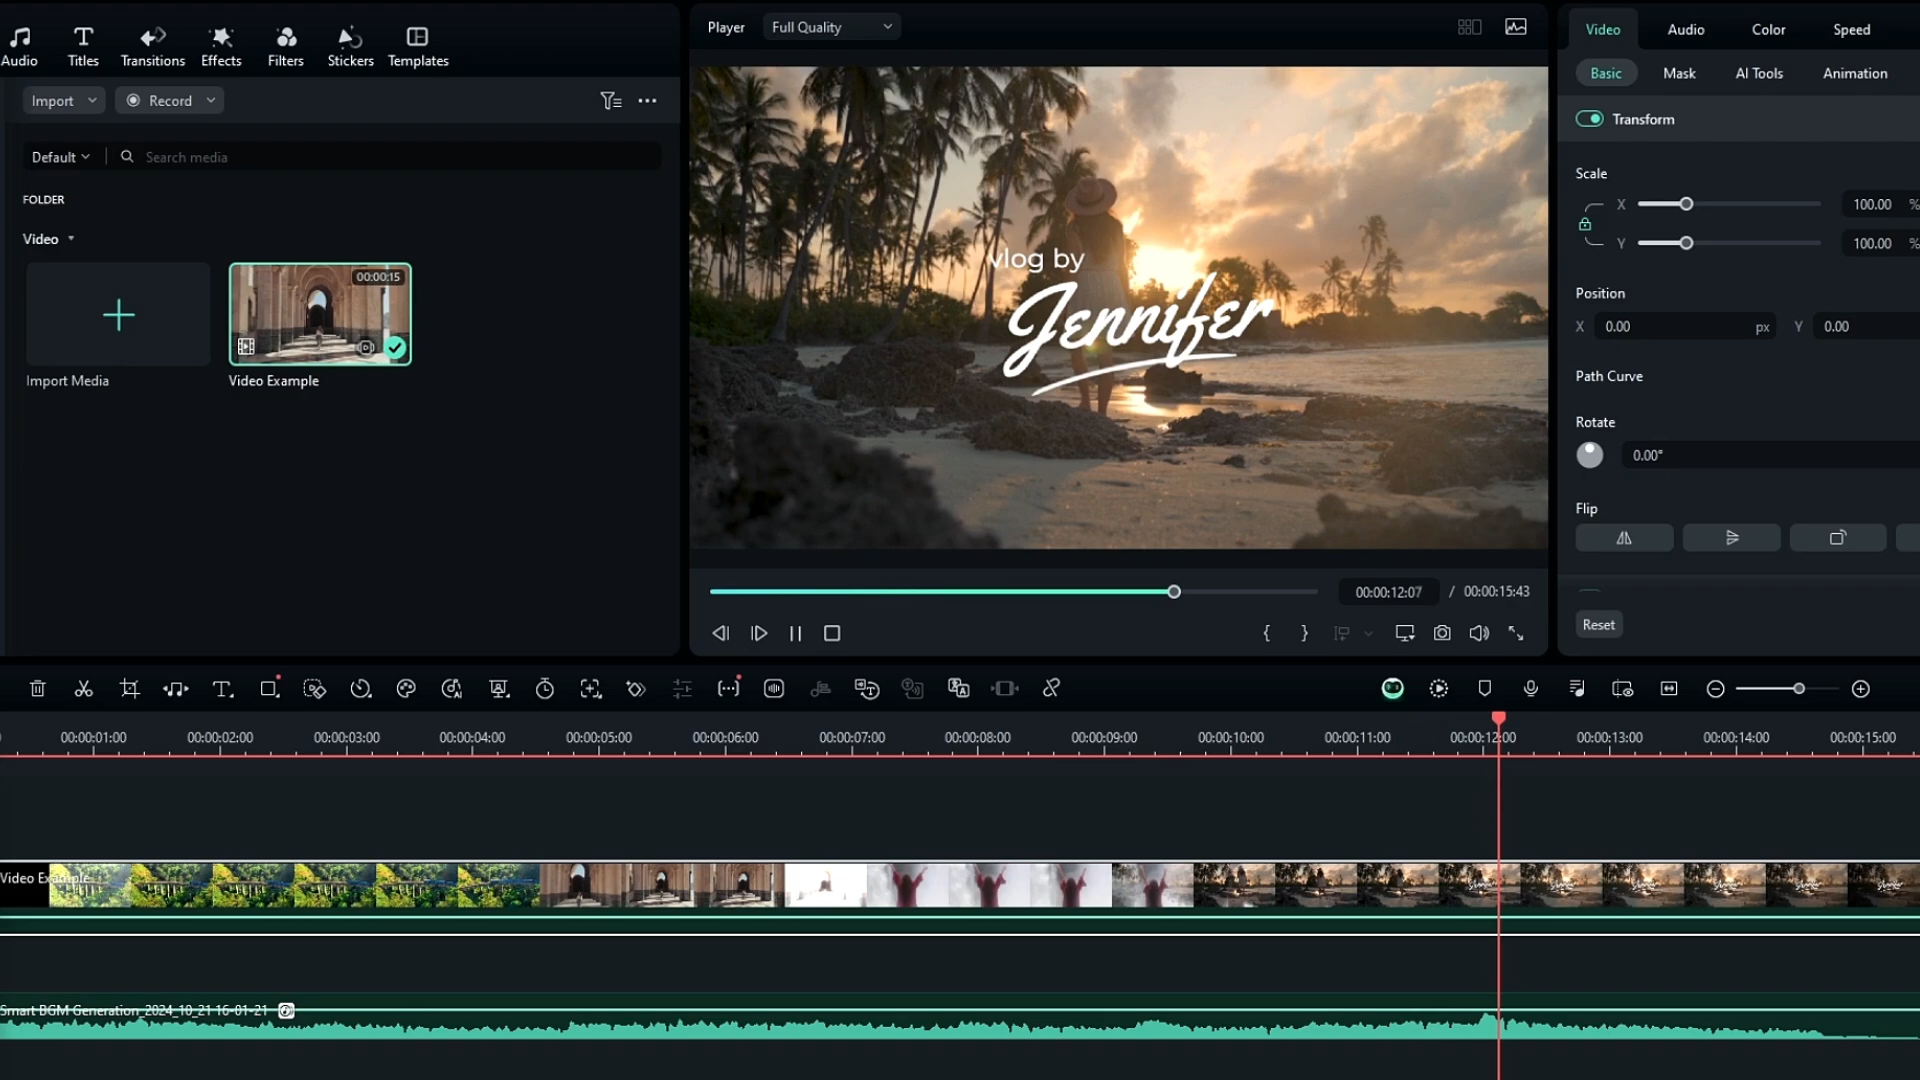 Audio
Titles
Transitions
Effects
Filters
Stickers
Templates
Import
Record
Default
Search media
FOLDER
Video
00:00:15
Import Media
Video Example
Player
Full Quality
vlog by
Jennifer
00:00:12:07 / 00:00:15:43
Video
Audio
Color
Speed
Basic
Mask
AI Tools
Animation
Transform
Scale
X 100.00 %
Y 100.00 %
Position
X 0.00 px Y 0.00
Path Curve
Rotate
0.00°
Flip
Reset
00:00:01:00 00:00:02:00 00:00:03:00 00:00:04:00 00:00:05:00 00:00:06:00 00:00:07:00 00:00:08:00 00:00:09:00 00:00:10:00 00:00:11:00 00:00:12:00 00:00:13:00 00:00:14:00 00:00:15:00
Video Example
Smart BGM Generation_2024_10_21 16-01-21